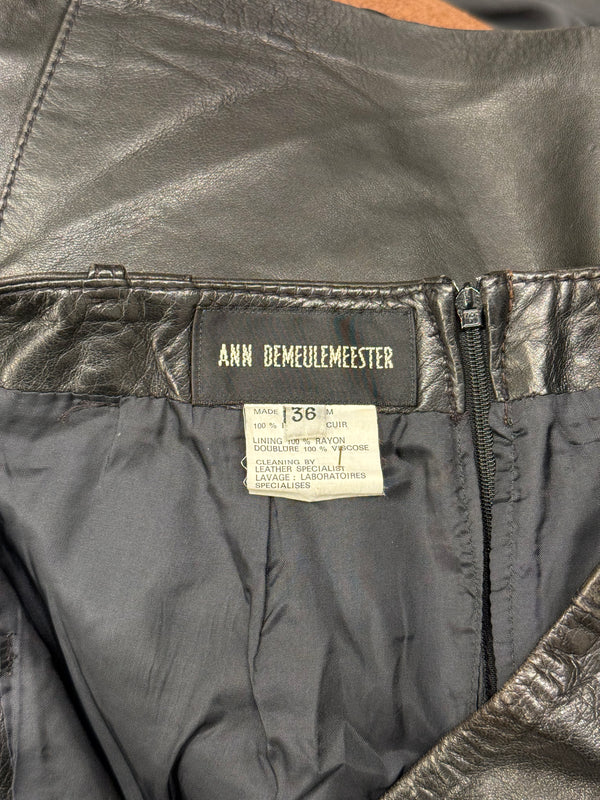 ANN DEMEULEMEESTER
MADE 36 M
100 % CUIR
LINING 100 % RAYON
DOUBLURE 100 % VISCOSE
CLEANING BY
LEATHER SPECIALIST
LAVAGE : LABORATOIRES
SPECIALISES